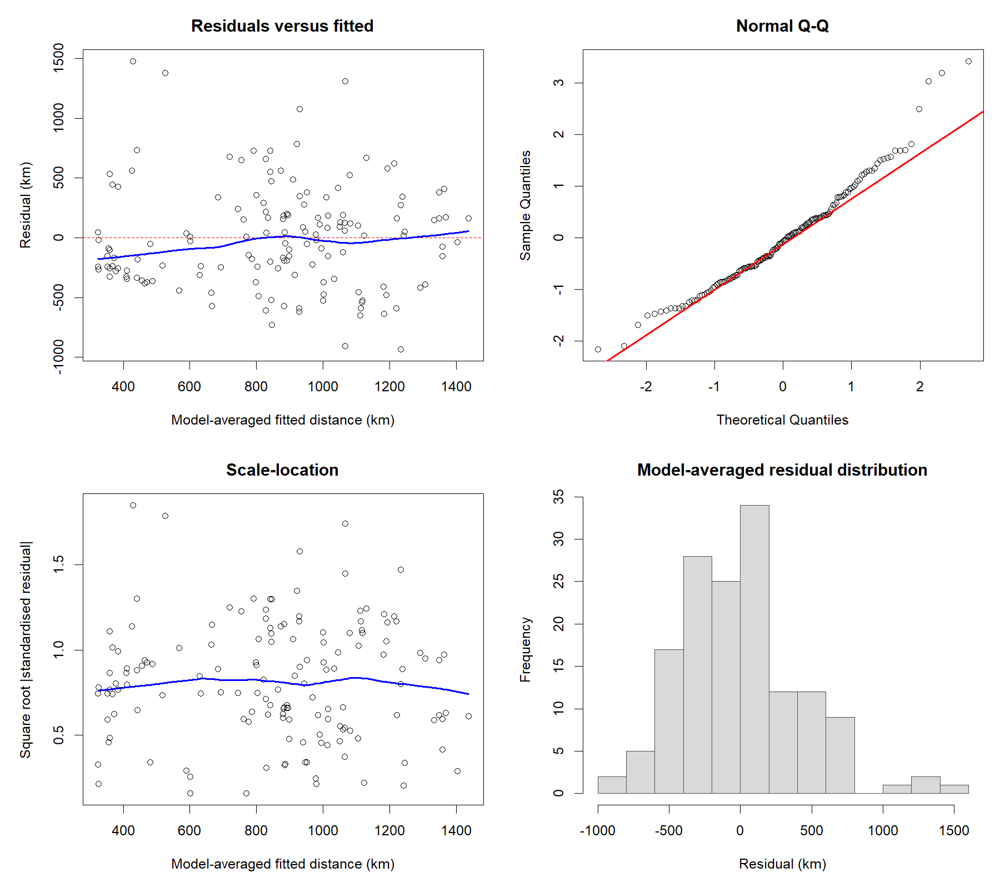 Residuals versus fitted
Residual (km)
-1000 -500 0 500 1000 1500
400 600 800 1000 1200 1400
Model-averaged fitted distance (km)
Normal Q-Q
Sample Quantiles
-2 -1 0 1 2 3
-2 -1 0 1 2
Theoretical Quantiles
Scale-location
Square root |standardised residual|
0.5 1.0 1.5
400 600 800 1000 1200 1400
Model-averaged fitted distance (km)
Model-averaged residual distribution
Frequency
0 5 10 15 20 25 30 35
-1000 -500 0 500 1000 1500
Residual (km)